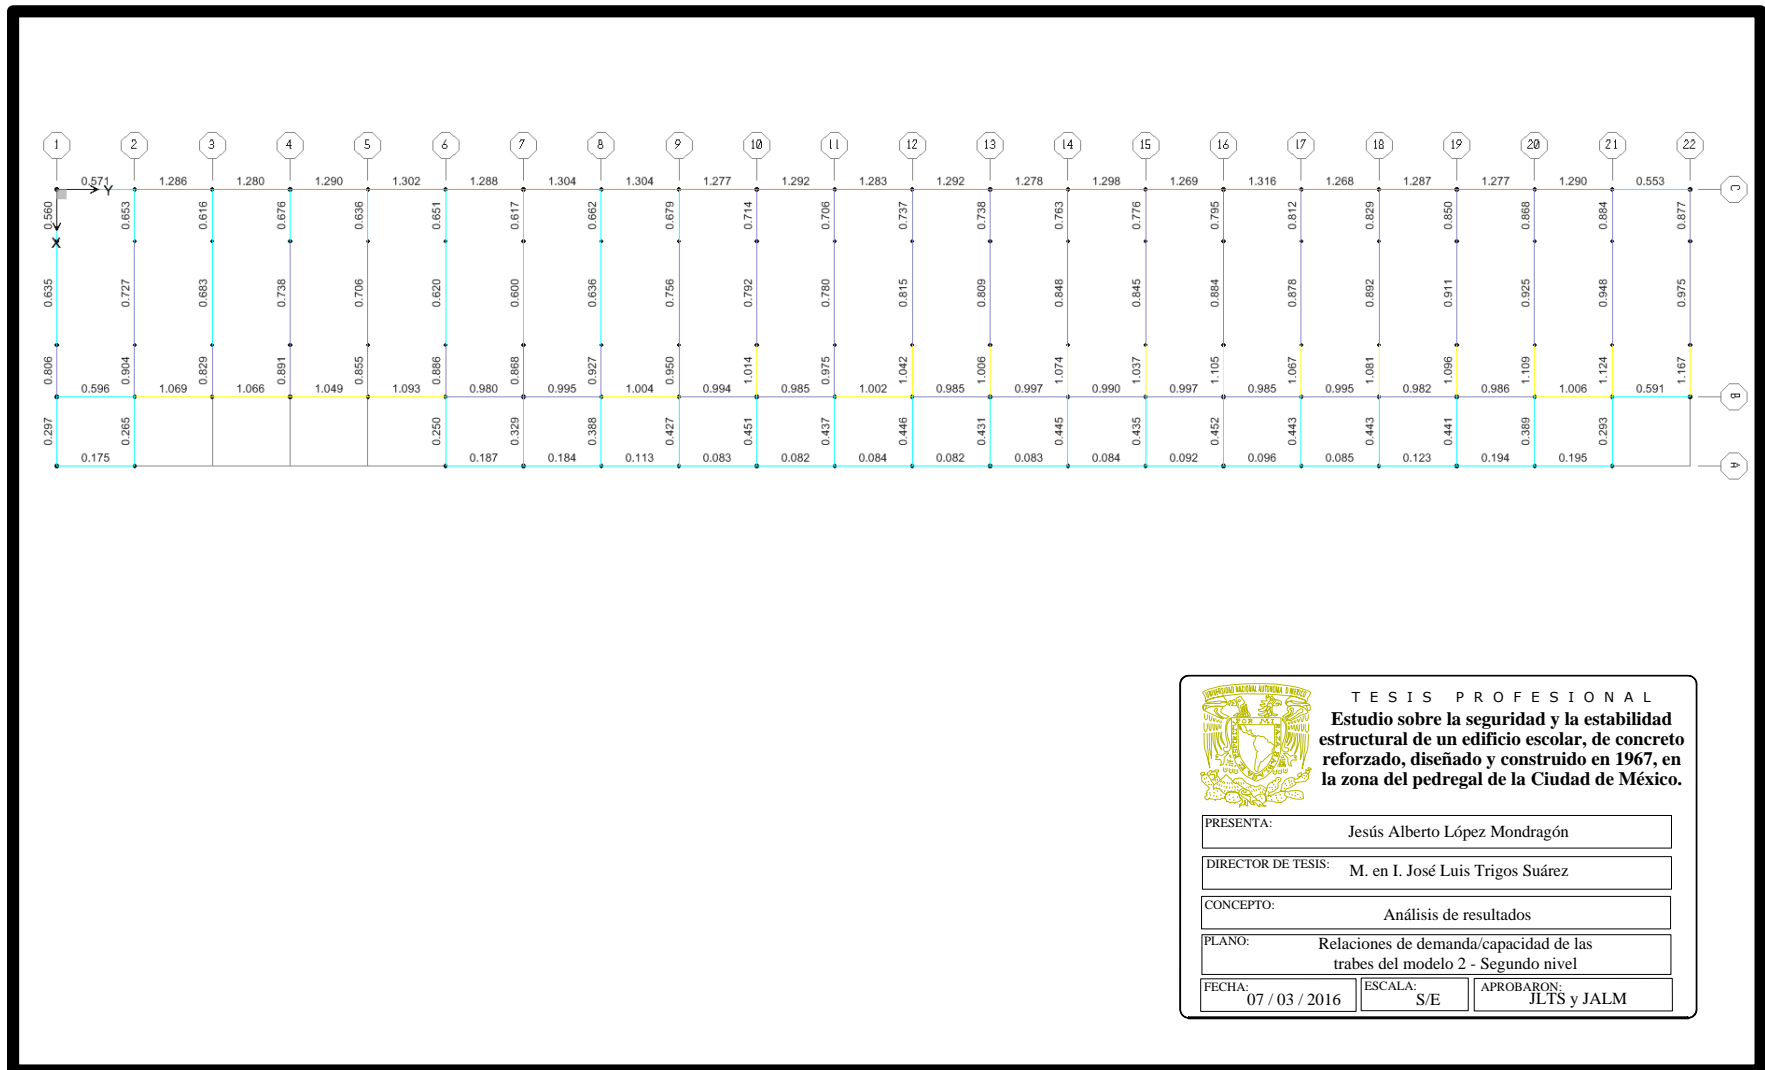 1 2 3 4 5 6 7 8 9 10 11 12 13 14 15 16 17 18 19 20 21 22
0.571 1.286 1.280 1.290 1.302 1.288 1.304 1.304 1.277 1.292 1.283 1.292 1.278 1.298 1.269 1.316 1.268 1.287 1.277 1.290 0.553
Y C
0.560 0.653 0.616 0.676 0.636 0.651 0.617 0.662 0.679 0.714 0.706 0.737 0.738 0.763 0.776 0.795 0.812 0.829 0.850 0.868 0.884 0.877
X
0.635 0.727 0.683 0.738 0.706 0.620 0.600 0.636 0.756 0.792 0.780 0.815 0.809 0.848 0.845 0.884 0.878 0.892 0.911 0.925 0.948 0.975
0.806 0.904 0.829 0.891 0.855 0.886 0.868 0.927 0.950 1.014 0.975 1.042 1.006 1.074 1.037 1.105 1.067 1.081 1.096 1.109 1.124 1.167
0.596 1.069 1.066 1.049 1.093 0.980 0.995 1.004 0.994 0.985 1.002 0.985 0.997 0.990 0.997 0.985 0.995 0.982 0.986 1.006 0.591
B
0.297 0.265 0.250 0.329 0.388 0.427 0.451 0.437 0.446 0.431 0.445 0.435 0.452 0.443 0.443 0.441 0.389 0.293
0.175 0.187 0.184 0.113 0.083 0.082 0.084 0.082 0.083 0.084 0.092 0.096 0.085 0.123 0.194 0.195
A
UNIVERSIDAD NACIONAL AUTONOMA D MEXICO
POR MI RAZA HABLARA EL ESPIRITU
TESIS PROFESIONAL
Estudio sobre la seguridad y la estabilidad
estructural de un edificio escolar, de concreto
reforzado, diseñado y construido en 1967, en
la zona del pedregal de la Ciudad de México.
PRESENTA: Jesús Alberto López Mondragón
DIRECTOR DE TESIS: M. en I. José Luis Trigos Suárez
CONCEPTO: Análisis de resultados
PLANO: Relaciones de demanda/capacidad de las
trabes del modelo 2 - Segundo nivel
FECHA: 07 / 03 / 2016 ESCALA: S/E APROBARON: JLTS y JALM